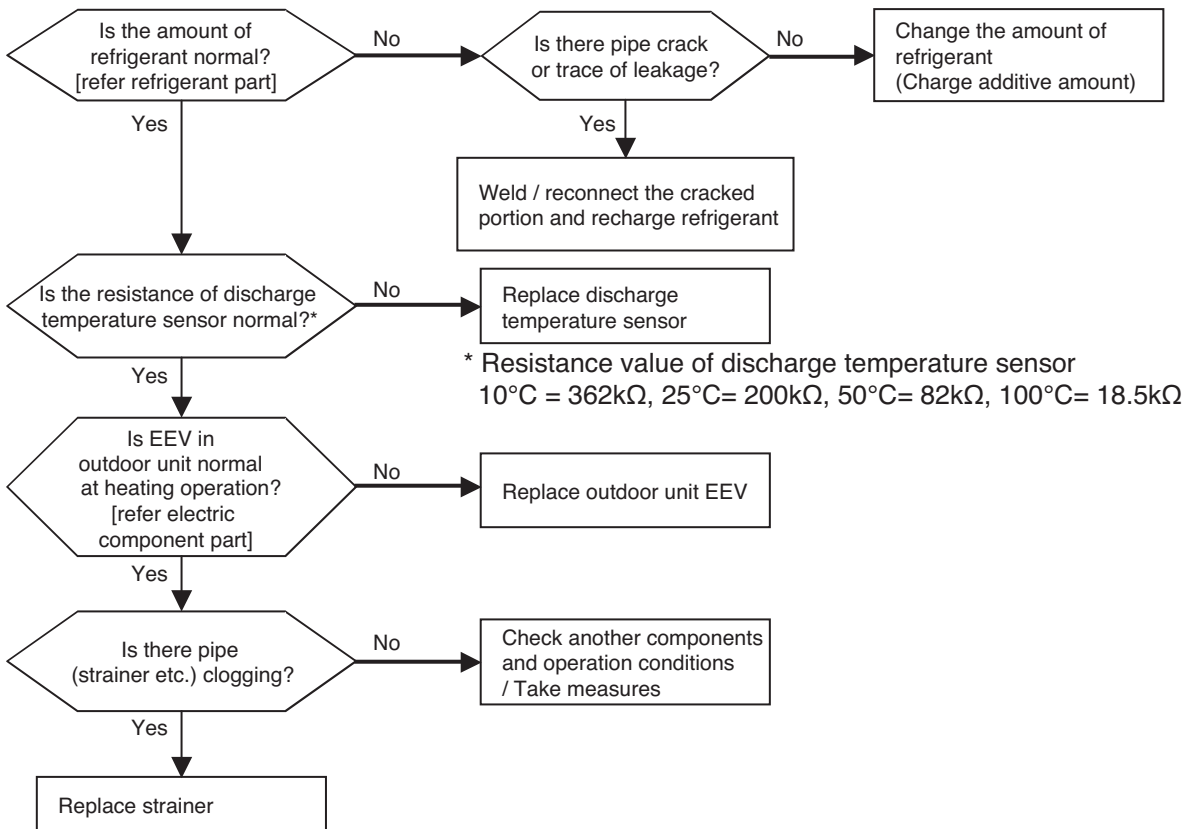 Is the amount of
refrigerant normal?
[refer refrigerant part]
No
Is there pipe crack
or trace of leakage?
No
Change the amount of
refrigerant
(Charge additive amount)
Yes
Yes
Weld / reconnect the cracked
portion and recharge refrigerant
Is the resistance of discharge
temperature sensor normal?*
No
Replace discharge
temperature sensor
* Resistance value of discharge temperature sensor
10°C = 362kΩ, 25°C= 200kΩ, 50°C= 82kΩ, 100°C= 18.5kΩ
Yes
Is EEV in
outdoor unit normal
at heating operation?
[refer electric
component part]
No
Replace outdoor unit EEV
Yes
Is there pipe
(strainer etc.) clogging?
No
Check another components
and operation conditions
/ Take measures
Yes
Replace strainer